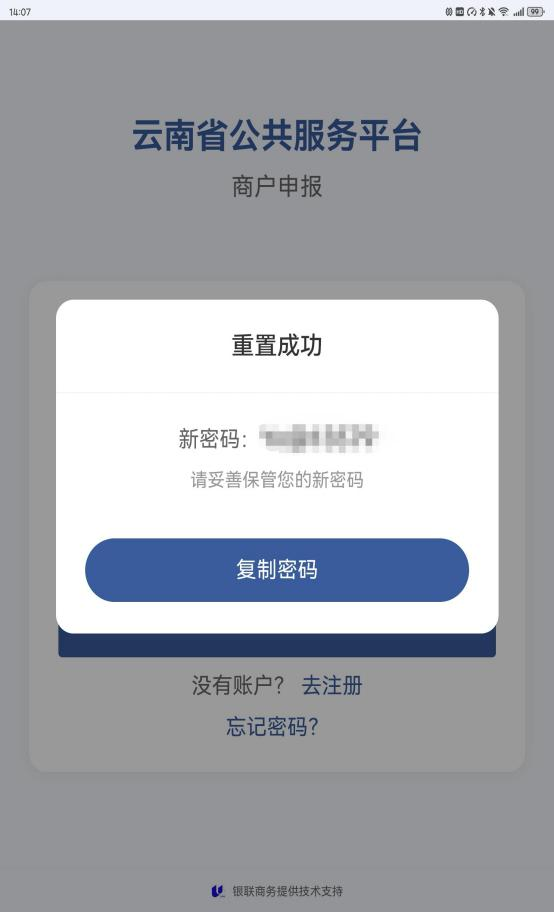 14:07
99
云南省公共服务平台
商户申报
重置成功
新密码：
请妥善保管您的新密码
复制密码
没有账户？ 去注册
忘记密码？
银联商务提供技术支持